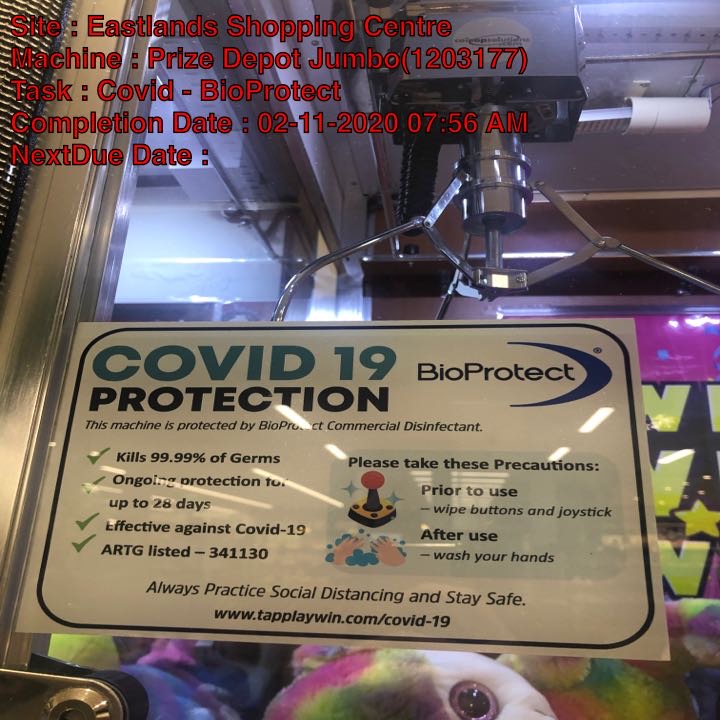 Site : Eastlands Shopping Centre
Machine : Prize Depot Jumbo(1203177)
Task : Covid - BioProtect
Completion Date : 02-11-2020 07:56 AM
NextDue Date :
COVID 19
PROTECTION
BioProtect®
This machine is protected by BioProtect Commercial Disinfectant.
Kills 99.99% of Germs
Ongoing protection for
up to 28 days
Effective against Covid-19
ARTG listed – 341130
Please take these Precautions:
Prior to use
– wipe buttons and joystick
After use
– wash your hands
Always Practice Social Distancing and Stay Safe.
www.tapplaywin.com/covid-19